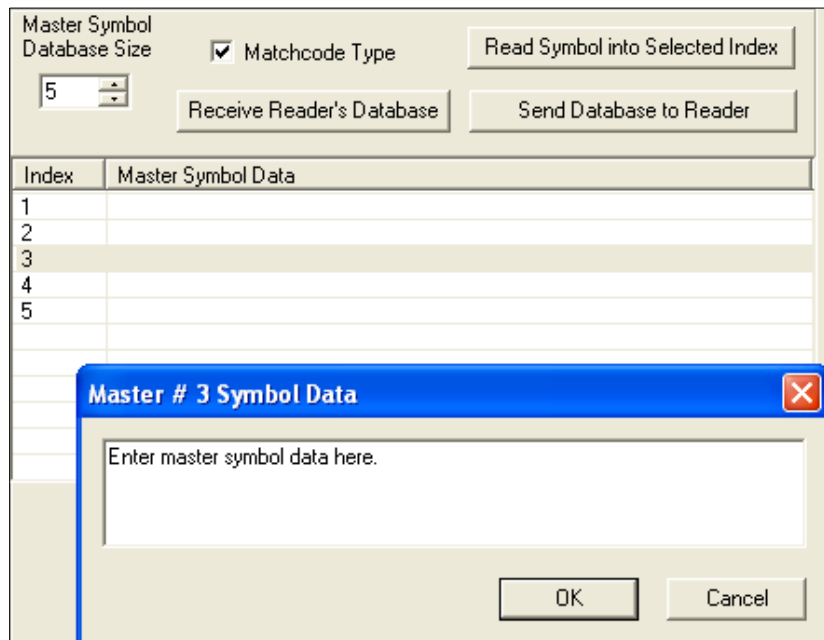 Master Symbol
Database Size
Matchcode Type
Read Symbol into Selected Index
5
Receive Reader's Database
Send Database to Reader
Index Master Symbol Data
1
2
3
4
5
Master # 3 Symbol Data
Enter master symbol data here.
OK Cancel